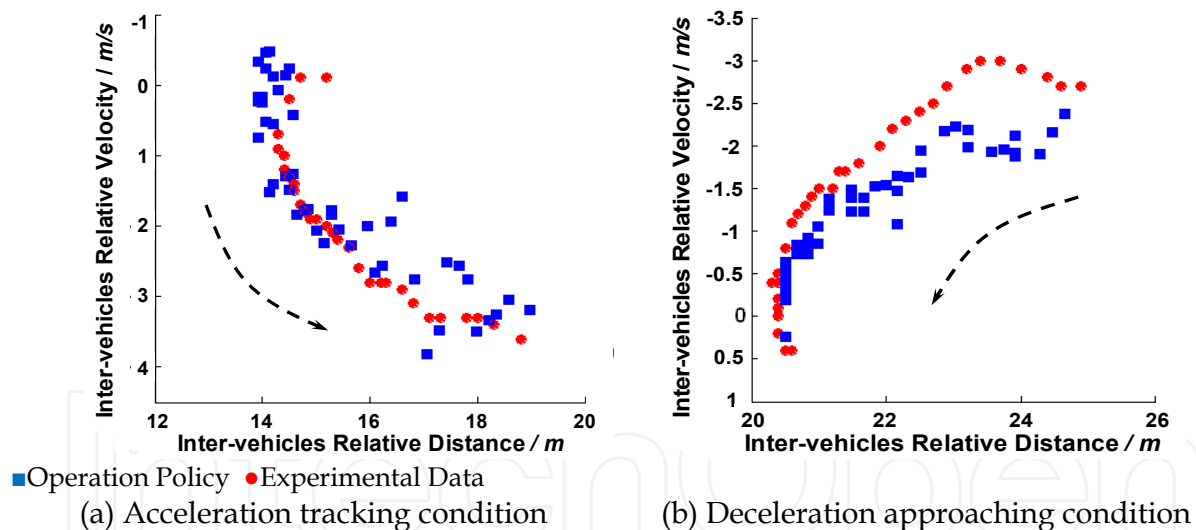 Inter-vehicles Relative Velocity / m/s
-1
0
1
2
3
4
12 14 16 18 20
Inter-vehicles Relative Distance / m
Inter-vehicles Relative Velocity/ m/s
-3.5
-3
-2.5
-2
-1.5
-1
-0.5
0
0.5
1
20 22 24 26
Inter-vehicles Relative Distance / m
Operation Policy Experimental Data
(a) Acceleration tracking condition (b) Deceleration approaching condition